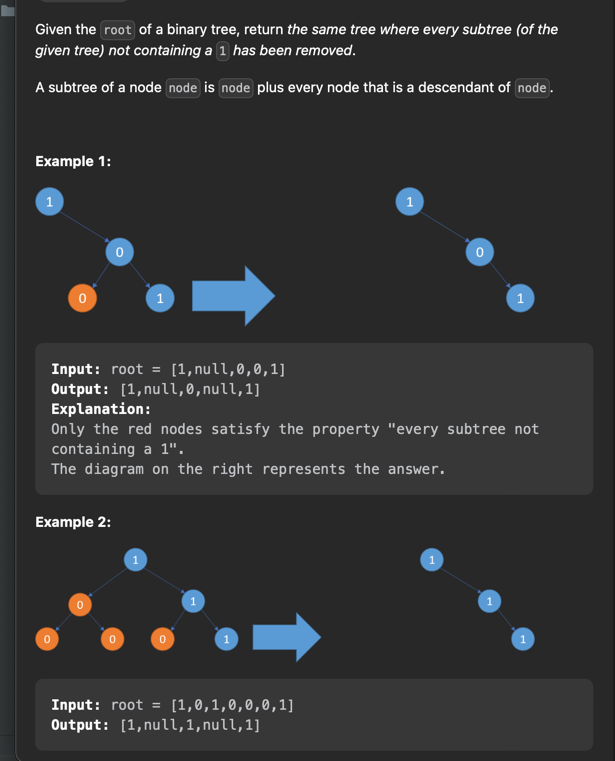 Given the root of a binary tree, return the same tree where every subtree (of the
given tree) not containing a 1 has been removed.
A subtree of a node node is node plus every node that is a descendant of node.
Example 1:
1 1
0 0
0 1 1
Input: root = [1,null,0,0,1]
Output: [1,null,0,null,1]
Explanation:
Only the red nodes satisfy the property "every subtree not
containing a 1".
The diagram on the right represents the answer.
Example 2:
1 1
0 1 1
0 0 0 1 1
Input: root = [1,0,1,0,0,0,1]
Output: [1,null,1,null,1]